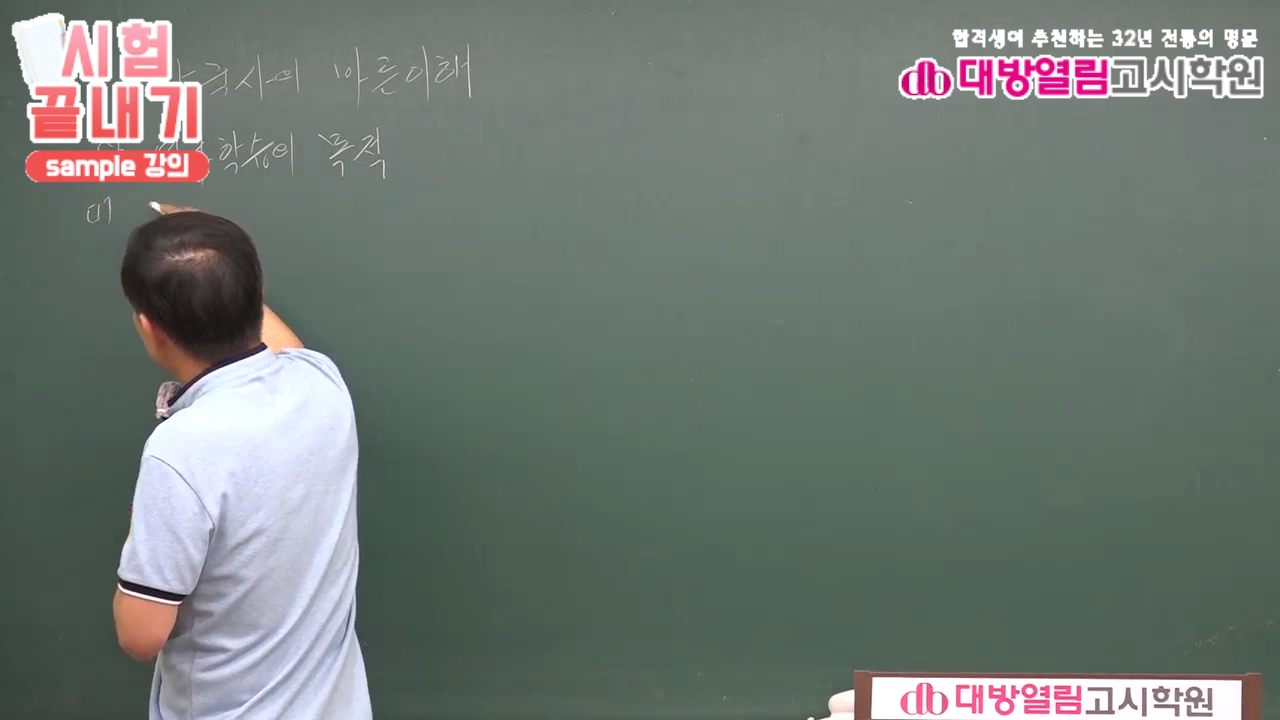 시험
끝내기
sample 강의
합격생이 추천하는 32년 전통의 명문
대방열림고시학원
바른이해
목적
대방열림고시학원